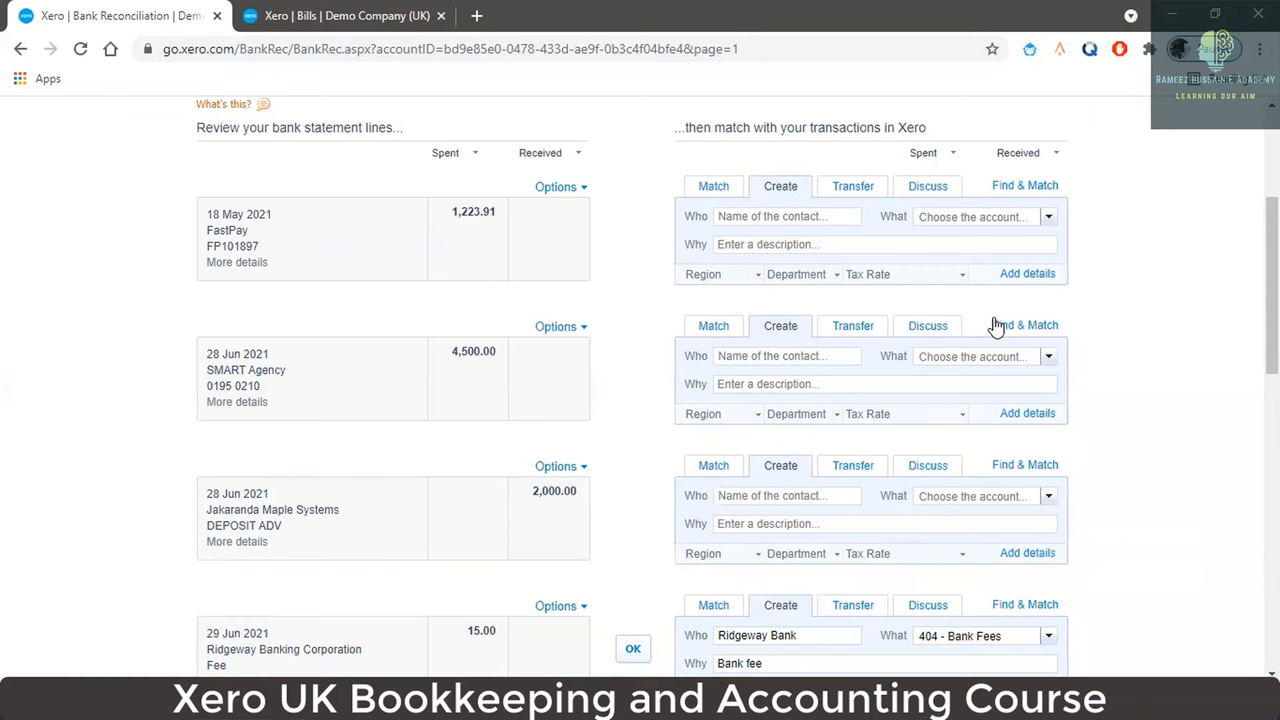 Xero | Bank Reconciliation | Dem
Xero | Bills | Demo Company (UK)
go.xero.com/BankRec/BankRec.aspx?accountID=bd9e85e0-0478-433d-ae9f-0b3c4f04bfe4&page=1
Apps
RAMEEZ HUSSAIN E ACADEMY
LEARNING OUR AIM
What's this?
Review your bank statement lines...
...then match with your transactions in Xero
Spent Received
Spent Received
Options
Match Create Transfer Discuss Find & Match
18 May 2021 1,223.91
FastPay
FP101897
More details
Who Name of the contact... What Choose the account...
Why Enter a description...
Region Department Tax Rate Add details
Options
Match Create Transfer Discuss Find & Match
28 Jun 2021 4,500.00
SMART Agency
0195 0210
More details
Who Name of the contact... What Choose the account...
Why Enter a description...
Region Department Tax Rate Add details
Options
Match Create Transfer Discuss Find & Match
28 Jun 2021 2,000.00
Jakaranda Maple Systems
DEPOSIT ADV
More details
Who Name of the contact... What Choose the account...
Why Enter a description...
Region Department Tax Rate Add details
Options
Match Create Transfer Discuss Find & Match
29 Jun 2021 15.00
Ridgeway Banking Corporation
Fee
OK
Who Ridgeway Bank What 404 - Bank Fees
Why Bank fee
Xero UK Bookkeeping and Accounting Course